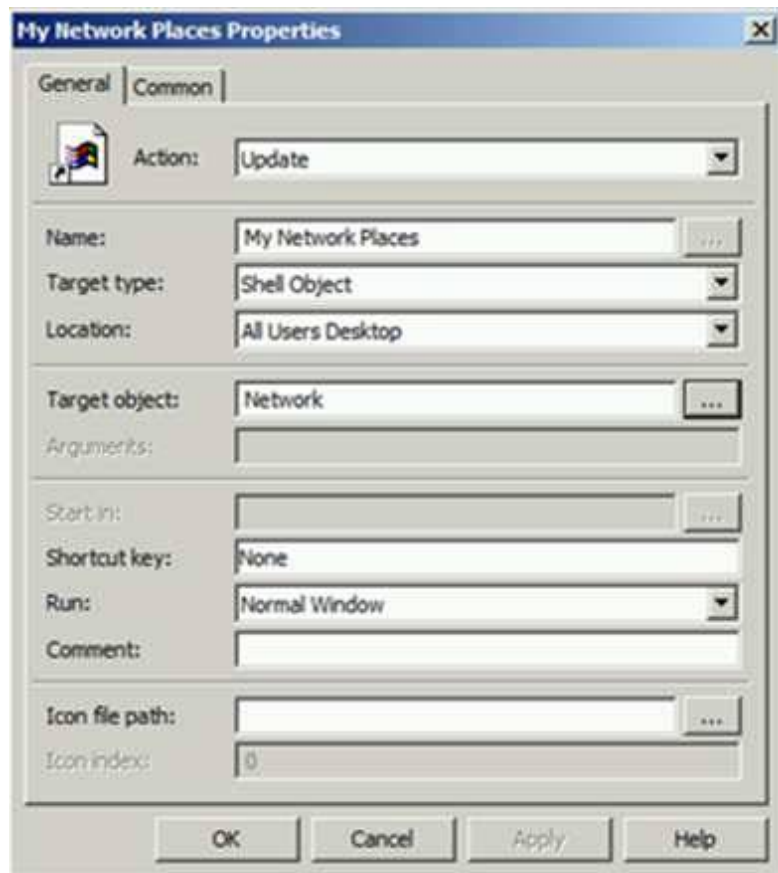 My Network Places Properties
General Common
Action: Update
Name: My Network Places ...
Target type: Shell Object
Location: All Users Desktop
Target object: Network ...
Arguments:
Start in: ...
Shortcut key: None
Run: Normal Window
Comment:
Icon file path: ...
Icon index: 0
OK Cancel Apply Help